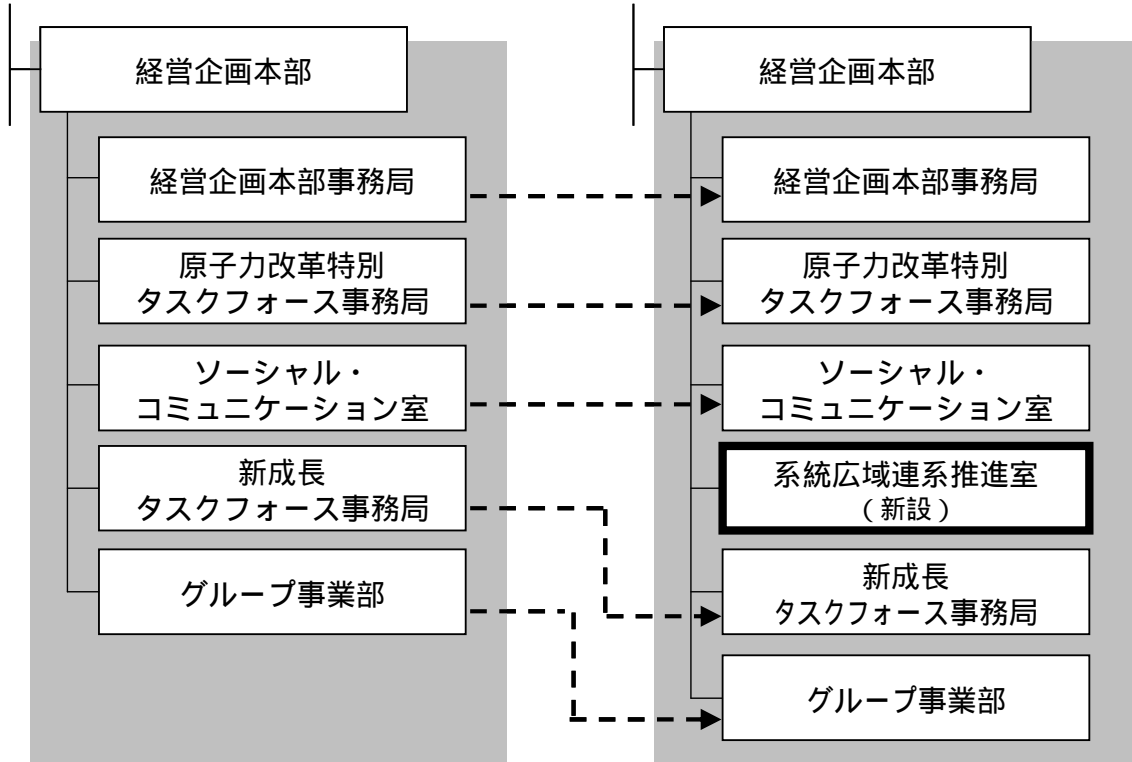 経営企画本部
経営企画本部事務局
原子力改革特別
タスクフォース事務局
ソーシャル・
コミュニケーション室
新成長
タスクフォース事務局
グループ事業部
経営企画本部
経営企画本部事務局
原子力改革特別
タスクフォース事務局
ソーシャル・
コミュニケーション室
系統広域連系推進室
（新設）
新成長
タスクフォース事務局
グループ事業部